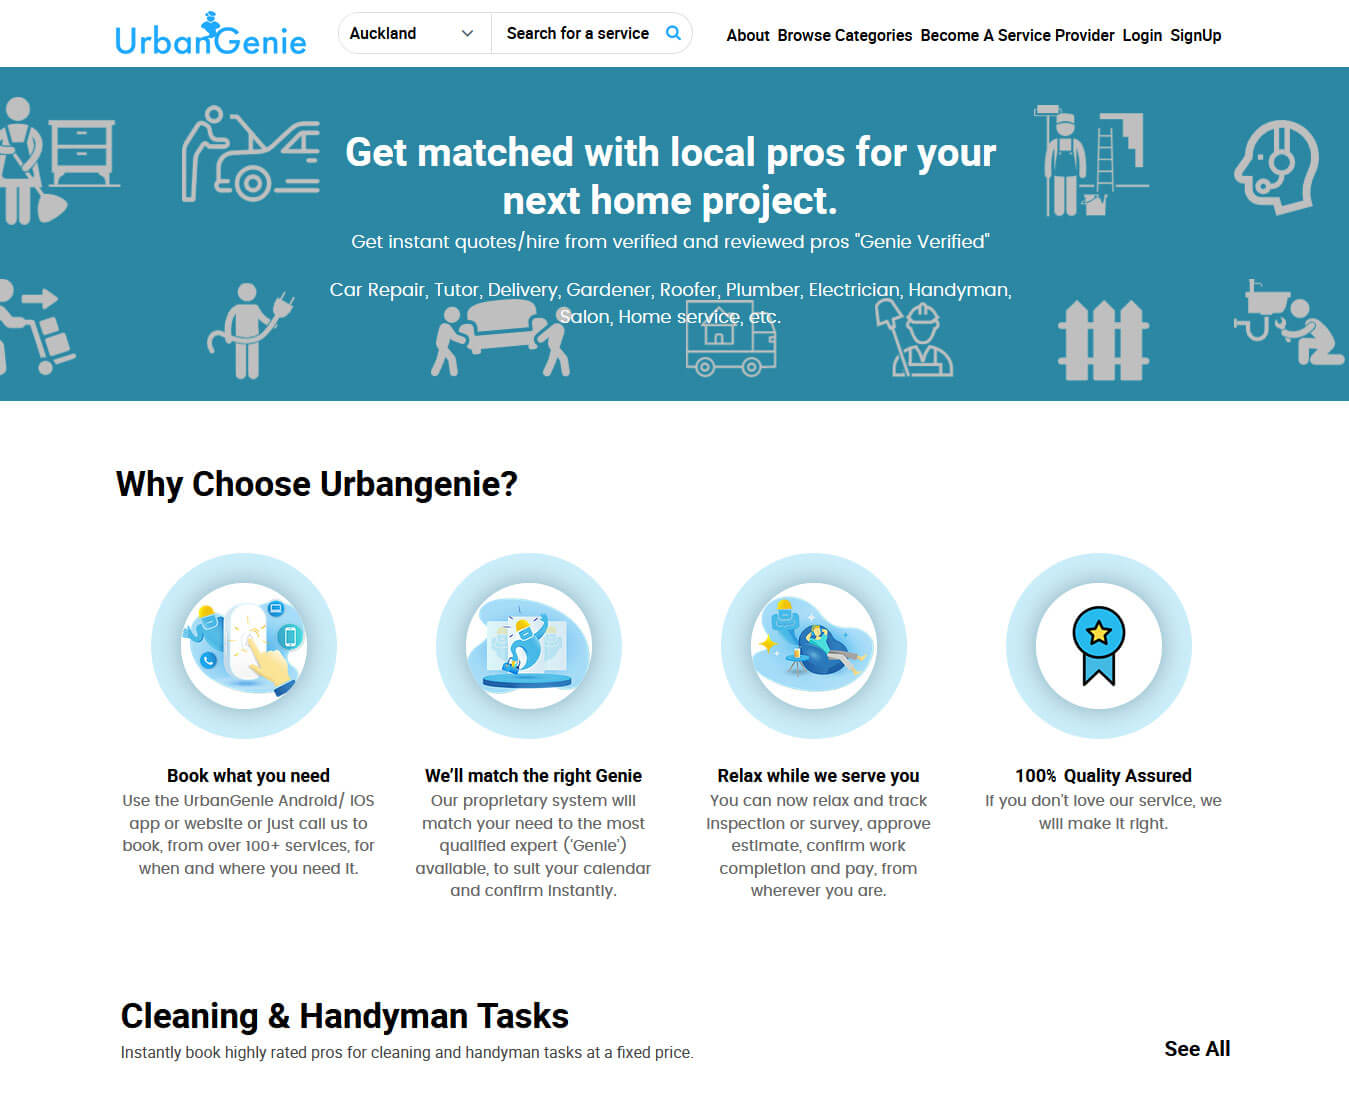 UrbanGenie
Auckland
Search for a service
About Browse Categories Become A Service Provider Login SignUp
Get matched with local pros for your
next home project.
Get instant quotes/hire from verified and reviewed pros "Genie Verified"
Car Repair, Tutor, Delivery, Gardener, Roofer, Plumber, Electrician, Handyman,
Salon, Home service, etc.
Why Choose Urbangenie?
Book what you need
Use the UrbanGenie Android/ iOS
app or website or just call us to
book, from over 100+ services, for
when and where you need it.
We'll match the right Genie
Our proprietary system will
match your need to the most
qualified expert ('Genie')
available, to suit your calendar
and confirm instantly.
Relax while we serve you
You can now relax and track
inspection or survey, approve
estimate, confirm work
completion and pay, from
wherever you are.
100% Quality Assured
If you don't love our service, we
will make it right.
Cleaning & Handyman Tasks
Instantly book highly rated pros for cleaning and handyman tasks at a fixed price.
See All